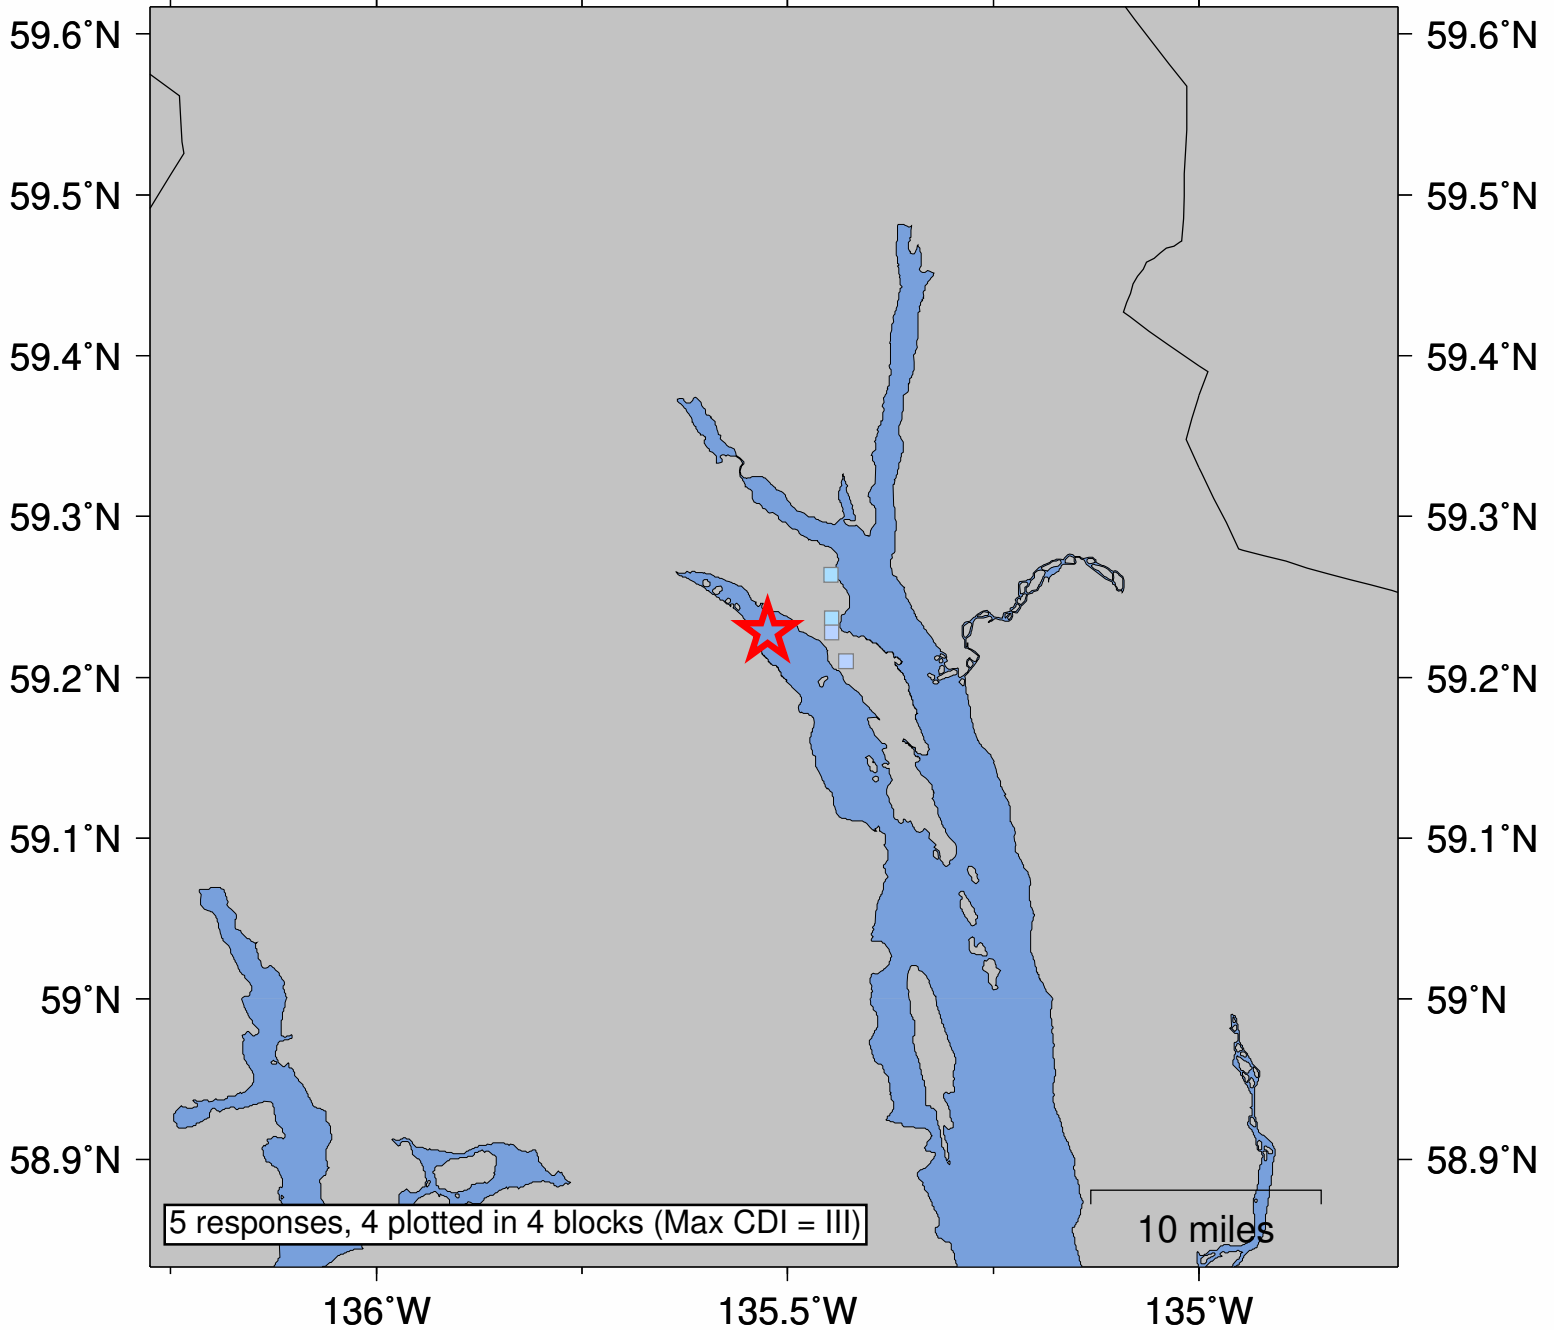 59.6°N 59.6°N
59.5°N 59.5°N
59.4°N 59.4°N
59.3°N 59.3°N
59.2°N 59.2°N
59.1°N 59.1°N
59°N 59°N
58.9°N 58.9°N
5 responses, 4 plotted in 4 blocks (Max CDI = III)
10 miles
136°W 135.5°W 135°W